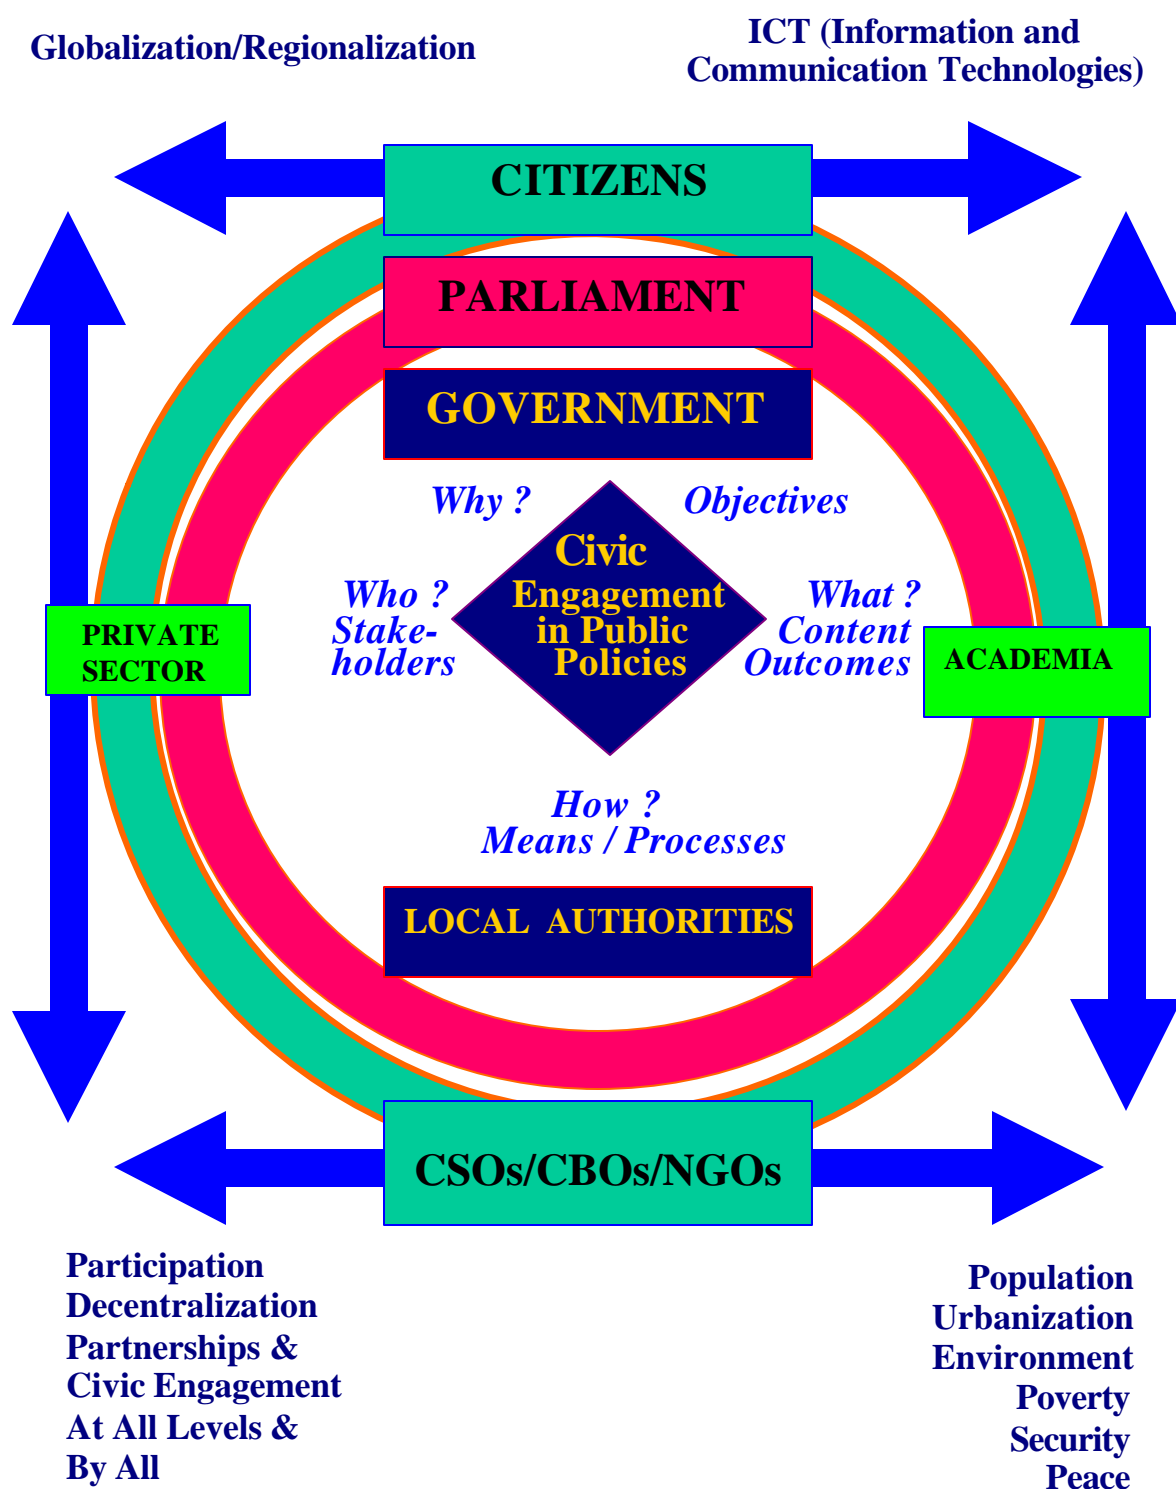 Globalization/Regionalization
ICT (Information and
Communication Technologies)
CITIZENS
PARLIAMENT
GOVERNMENT
Why ?
Objectives
Civic
Engagement
in Public
Policies
Who ?
Stake-
holders
What ?
Content
Outcomes
PRIVATE
SECTOR
ACADEMIA
How ?
Means / Processes
LOCAL AUTHORITIES
CSOs/CBOs/NGOs
Participation
Decentralization
Partnerships &
Civic Engagement
At All Levels &
By All
Population
Urbanization
Environment
Poverty
Security
Peace